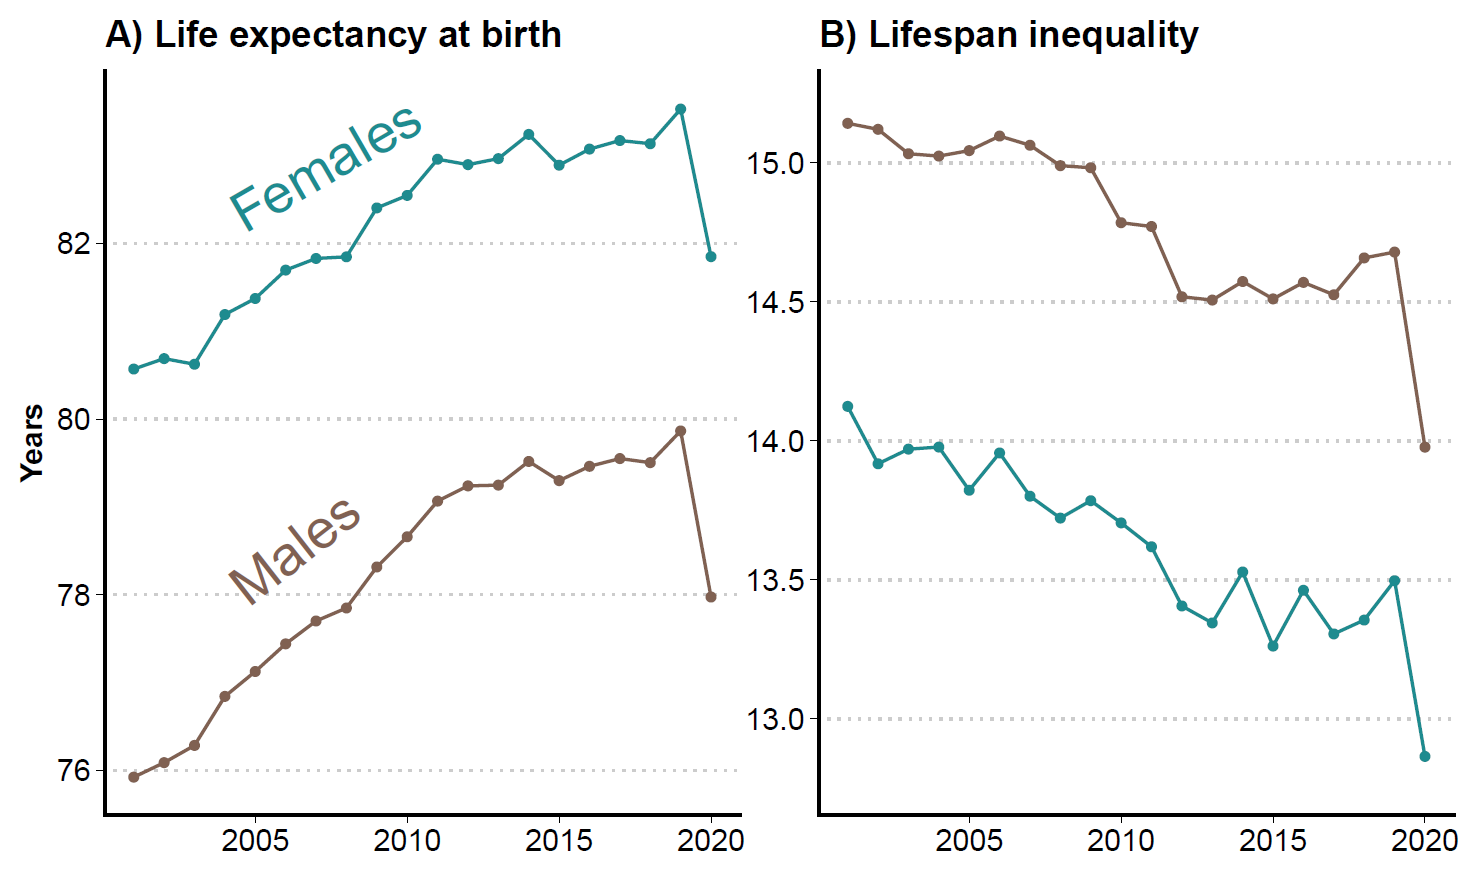 A) Life expectancy at birth
Females
Males
Years
82
80
78
76
2005 2010 2015 2020
B) Lifespan inequality
15.0
14.5
14.0
13.5
13.0
2005 2010 2015 2020